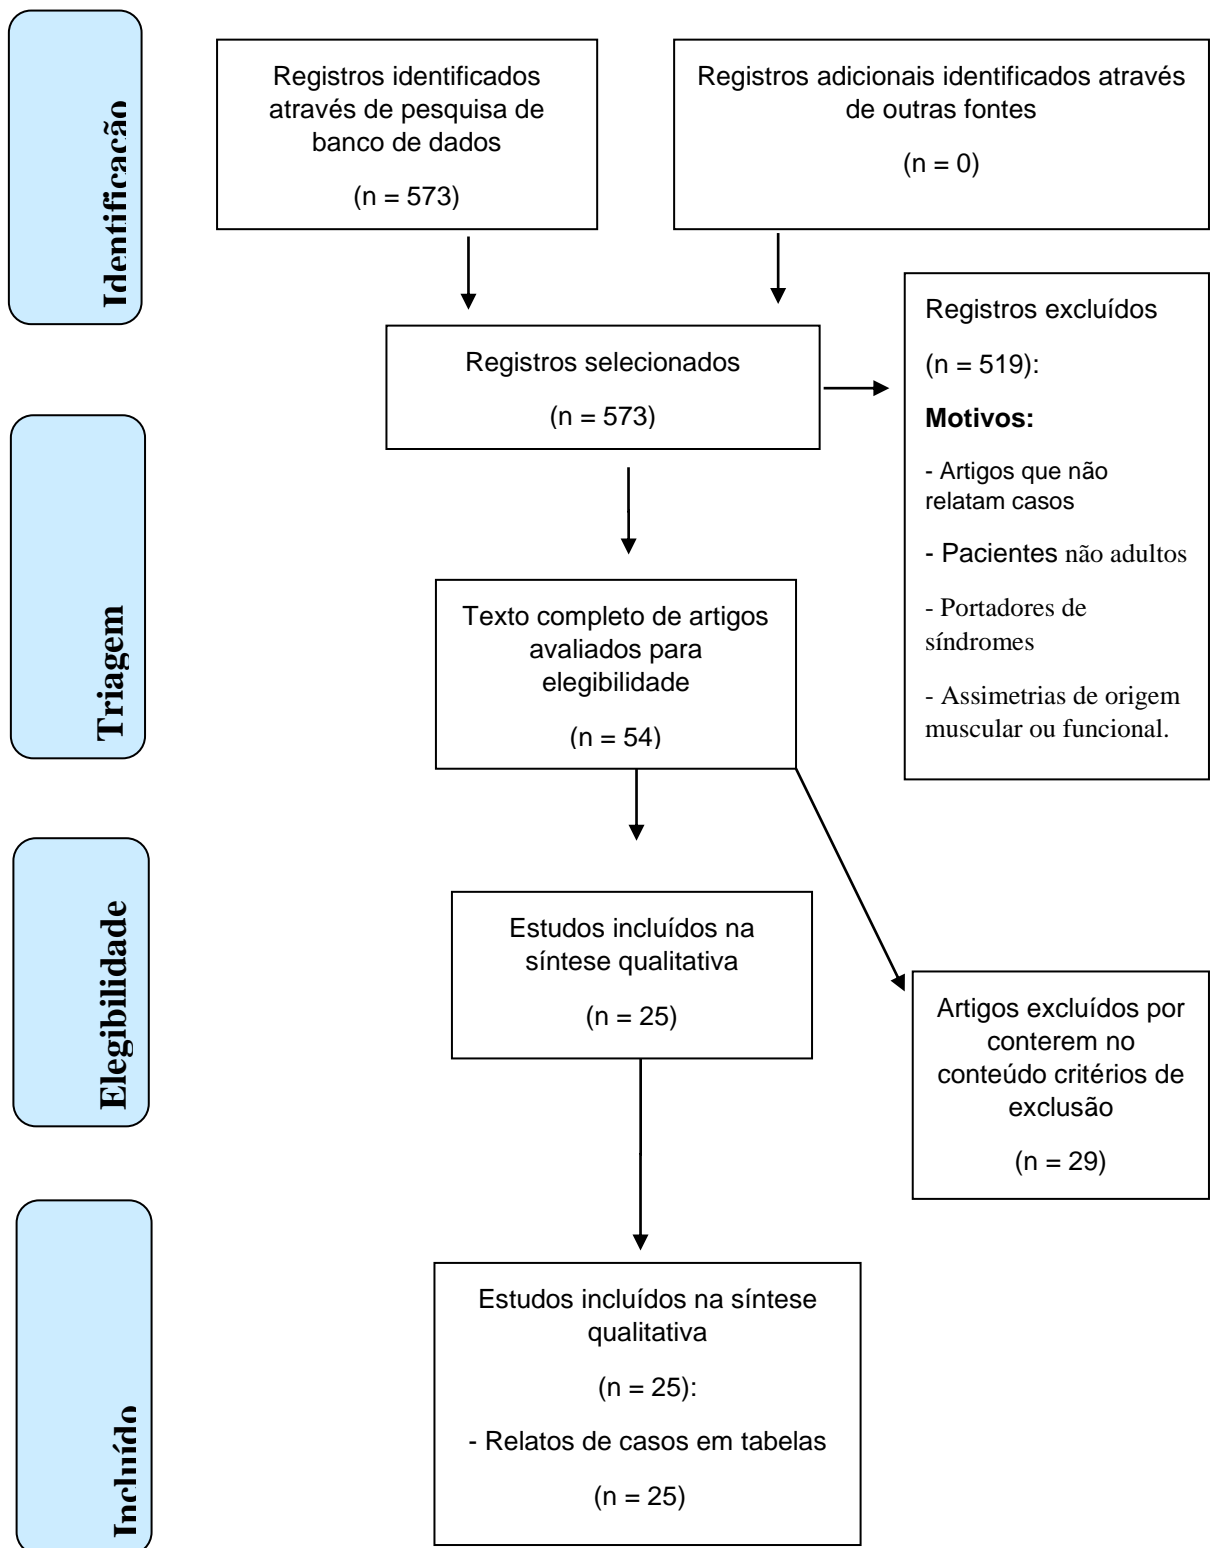 Identificação
Registros identificados
através de pesquisa de
banco de dados
(n = 573)
Registros adicionais identificados através
de outras fontes
(n = 0)
Registros selecionados
(n = 573)
Registros excluídos
(n = 519):
Motivos:
- Artigos que não
relatam casos
- Pacientes não adultos
- Portadores de
síndromes
- Assimetrias de origem
muscular ou funcional.
Triagem
Texto completo de artigos
avaliados para
elegibilidade
(n = 54)
Elegibilidade
Estudos incluídos na
síntese qualitativa
(n = 25)
Artigos excluídos por
conterem no
conteúdo critérios de
exclusão
(n = 29)
Incluído
Estudos incluídos na síntese
qualitativa
(n = 25):
- Relatos de casos em tabelas
(n = 25)